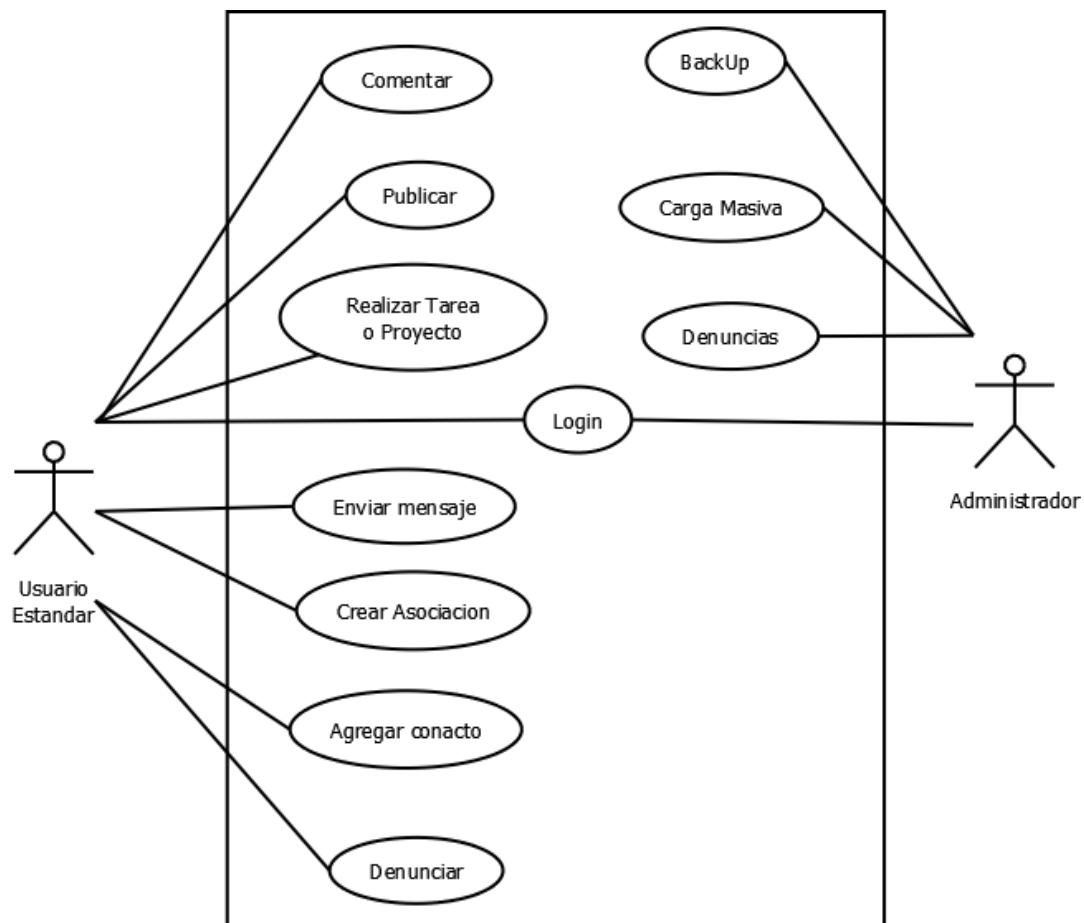 Comentar
BackUp
Publicar
Carga Masiva
Realizar Tarea
o Proyecto
Denuncias
Login
Enviar mensaje
Administrador
Usuario
Estandar
Crear Asociacion
Agregar conacto
Denunciar